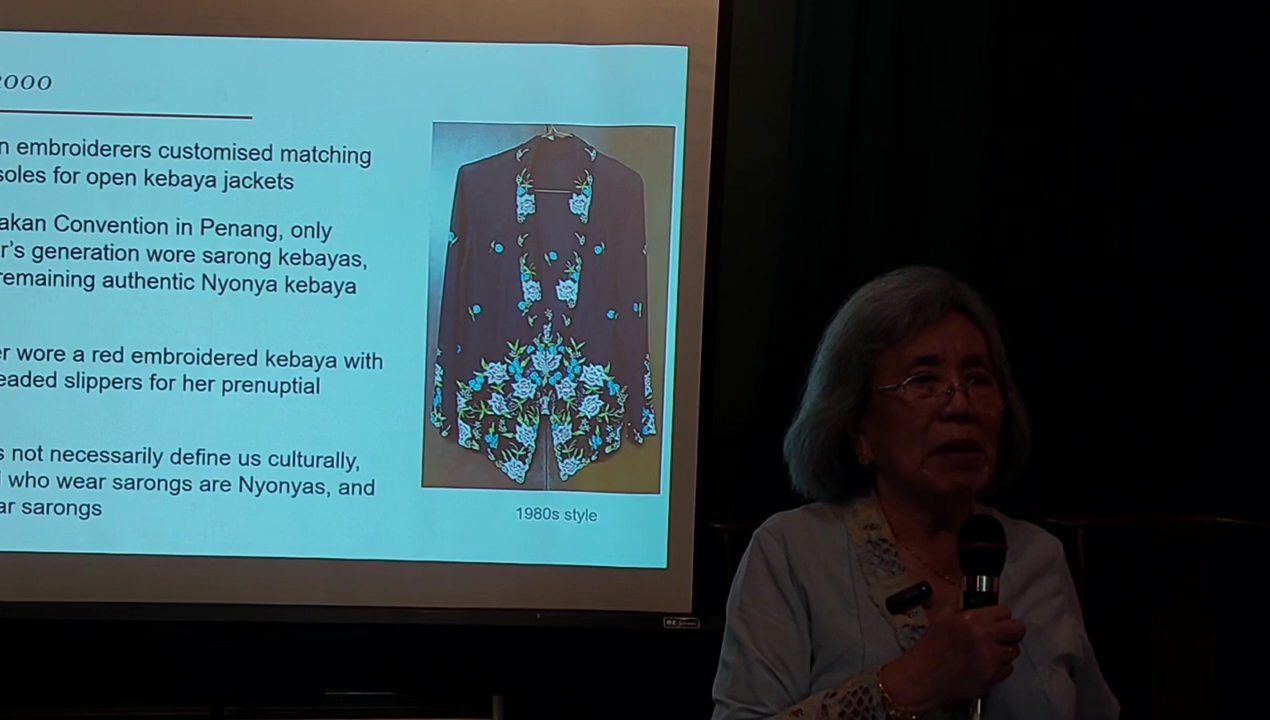 2000
n embroiderers customised matching
soles for open kebaya jackets
akan Convention in Penang, only
r's generation wore sarong kebayas,
remaining authentic Nyonya kebaya
er wore a red embroidered kebaya with
eaded slippers for her prenuptial
s not necessarily define us culturally,
who wear sarongs are Nyonyas, and
ar sarongs
1980s style